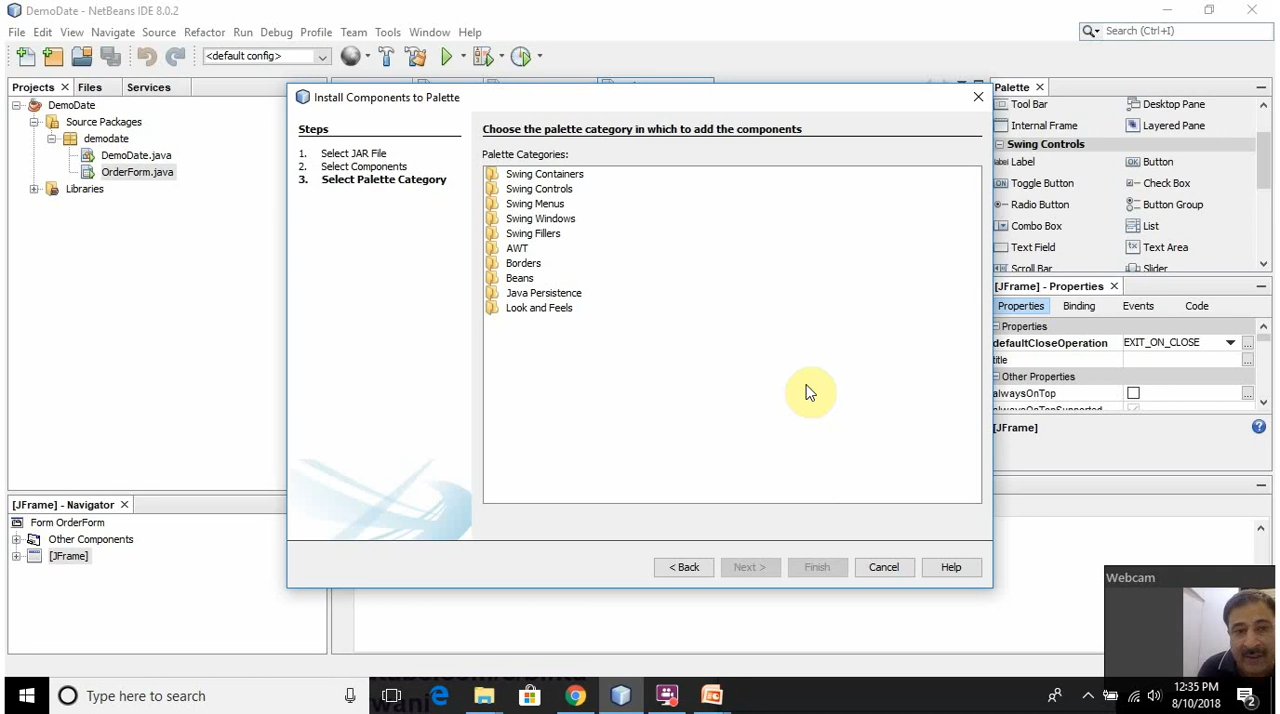 DemoDate - NetBeans IDE 8.0.2
File Edit View Navigate Source Refactor Run Debug Profile Team Tools Window Help
Search (Ctrl+I)
<default config>
Projects Files Services
DemoDate
Source Packages
demodate
DemoDate.java
OrderForm.java
Libraries
Install Components to Palette
Steps
1. Select JAR File
2. Select Components
3. Select Palette Category
Choose the palette category in which to add the components
Palette Categories:
Swing Containers
Swing Controls
Swing Menus
Swing Windows
Swing Fillers
AWT
Borders
Beans
Java Persistence
Look and Feels
< Back Next > Finish Cancel Help
Palette
Tool Bar Desktop Pane
Internal Frame Layered Pane
Swing Controls
Label OK Button
Toggle Button Check Box
Radio Button Button Group
Combo Box List
Text Field Text Area
Scroll Bar Slider
[JFrame] - Properties
Properties Binding Events Code
Properties
defaultCloseOperation EXIT_ON_CLOSE
title
Other Properties
alwaysOnTop
alwaysOnTopSupported
[JFrame]
[JFrame] - Navigator
Form OrderForm
Other Components
[JFrame]
Webcam
wani
Type here to search
12:35 PM
8/10/2018
2